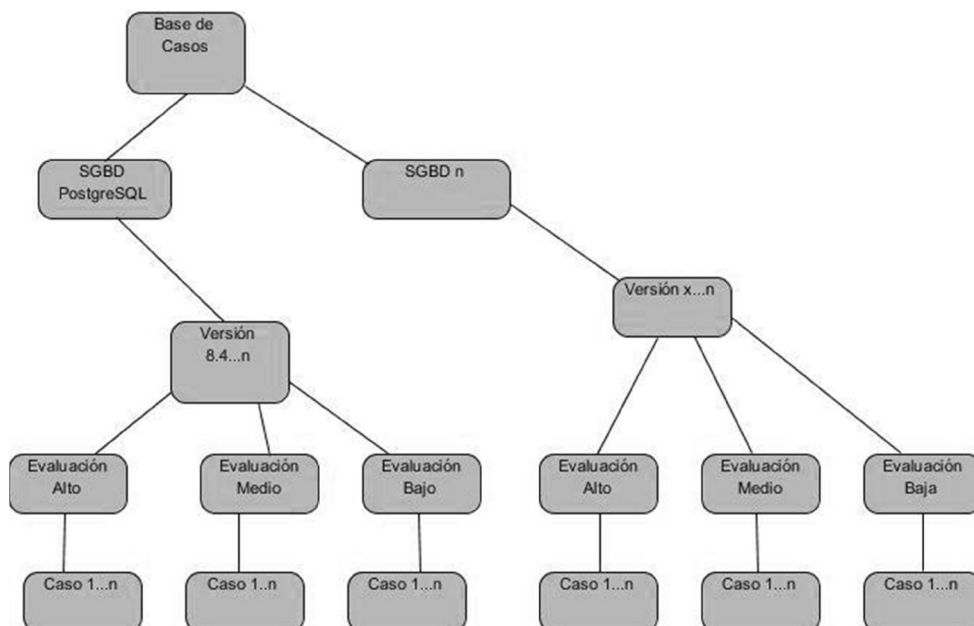 Base de
Casos
SGBD
PostgreSQL
SGBD n
Versión x...n
Versión
8.4...n
Evaluación
Alto
Evaluación
Medio
Evaluación
Bajo
Evaluación
Alto
Evaluación
Medio
Evaluación
Baja
Caso 1...n
Caso 1..n
Caso 1...n
Caso 1...n
Caso 1...n
Caso 1...n